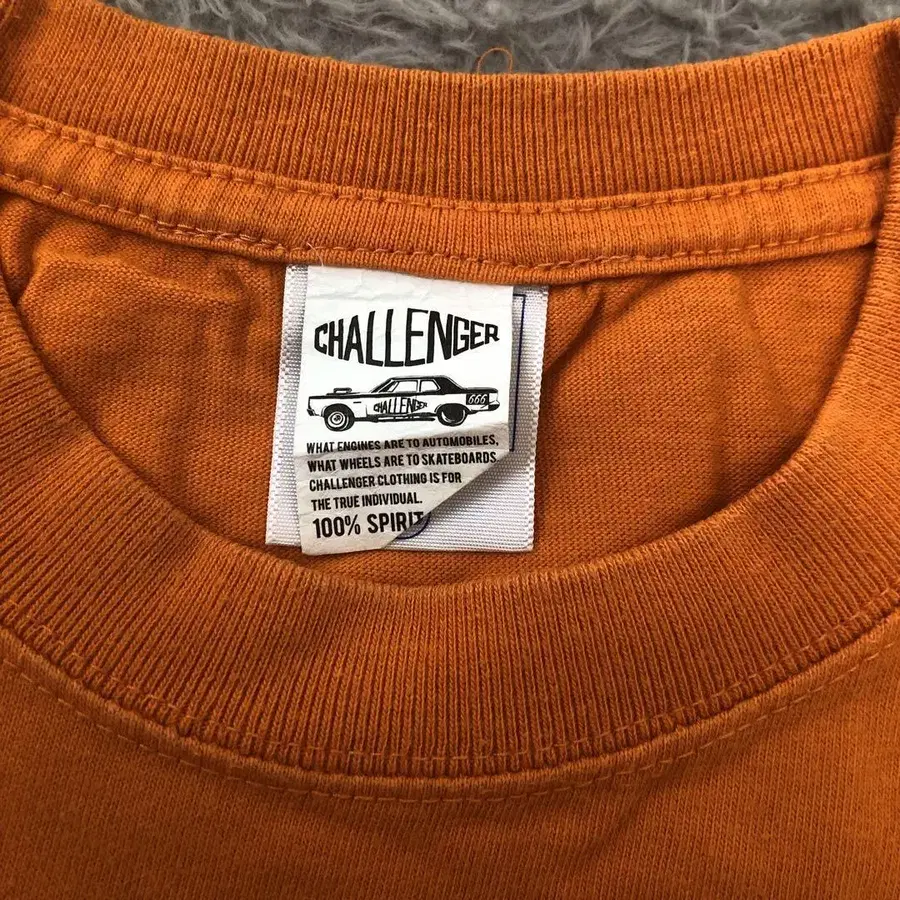 CHALLENGER
CHALLENGER
666
WHAT ENGINES ARE TO AUTOMOBILES,
WHAT WHEELS ARE TO SKATEBOARDS
CHALLENGER CLOTHING IS FOR
THE TRUE INDIVIDUAL.
100% SPIRIT